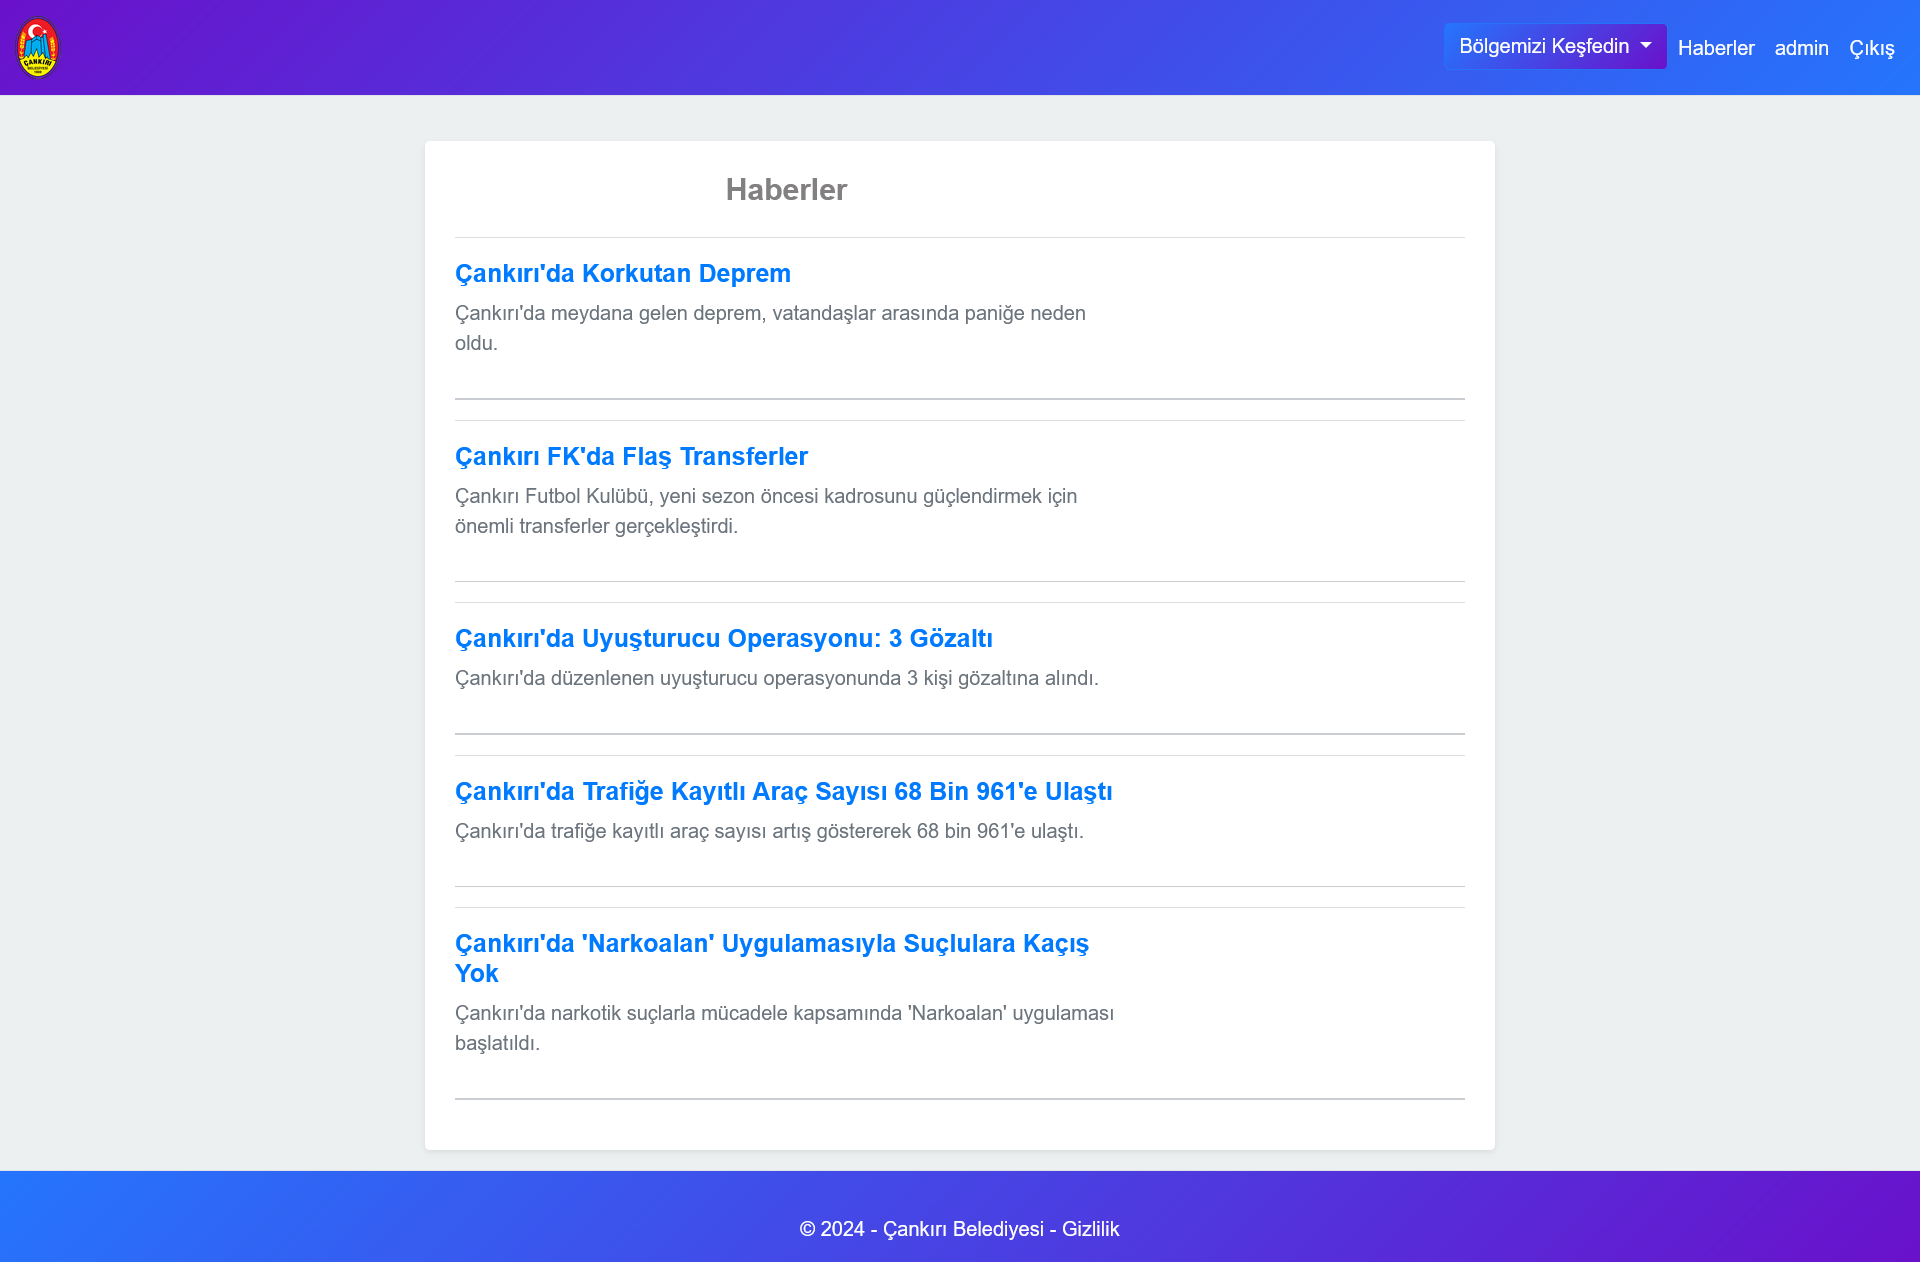 ÇANKIRI
BELEDİYESİ
Bölgemizi Keşfedin
Haberler
admin
Çıkış
Haberler
Çankırı'da Korkutan Deprem
Çankırı'da meydana gelen deprem, vatandaşlar arasında paniğe neden
oldu.
Çankırı FK'da Flaş Transferler
Çankırı Futbol Kulübü, yeni sezon öncesi kadrosunu güçlendirmek için
önemli transferler gerçekleştirdi.
Çankırı'da Uyuşturucu Operasyonu: 3 Gözaltı
Çankırı'da düzenlenen uyuşturucu operasyonunda 3 kişi gözaltına alındı.
Çankırı'da Trafiğe Kayıtlı Araç Sayısı 68 Bin 961'e Ulaştı
Çankırı'da trafiğe kayıtlı araç sayısı artış göstererek 68 bin 961'e ulaştı.
Çankırı'da 'Narkoalan' Uygulamasıyla Suçlulara Kaçış
Yok
Çankırı'da narkotik suçlarla mücadele kapsamında 'Narkoalan' uygulaması
başlatıldı.
© 2024 - Çankırı Belediyesi - Gizlilik